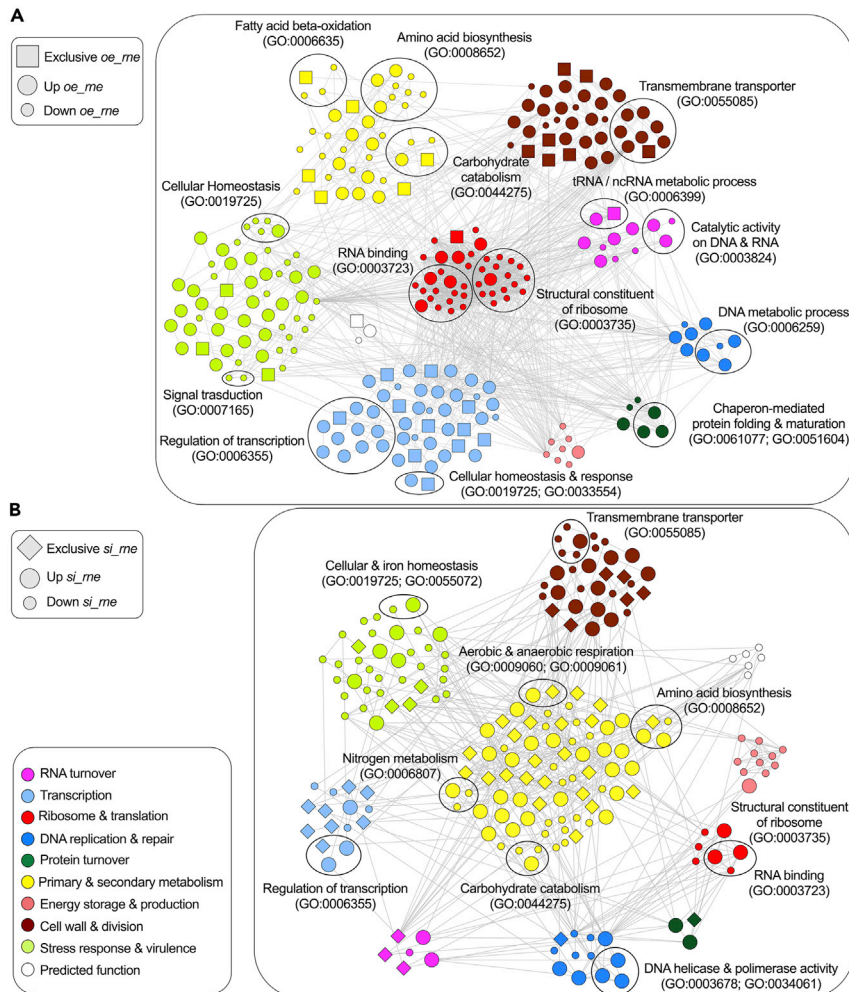 A
Exclusive oe_rne
Up oe_rne
Down oe_rne
Fatty acid beta-oxidation
(GO:0006635)
Amino acid biosynthesis
(GO:0008652)
Transmembrane transporter
(GO:0055085)
Carbohydrate
catabolism
(GO:0044275)
tRNA / ncRNA metabolic process
(GO:0006399)
Cellular Homeostasis
(GO:0019725)
Catalytic activity
on DNA & RNA
(GO:0003824)
RNA binding
(GO:0003723)
Structural constituent
of ribosome
(GO:0003735)
DNA metabolic process
(GO:0006259)
Signal trasduction
(GO:0007165)
Chaperon-mediated
protein folding & maturation
(GO:0061077; GO:0051604)
Regulation of transcription
(GO:0006355)
Cellular homeostasis & response
(GO:0019725; GO:0033554)
B
Exclusive si_rne
Up si_rne
Down si_rne
Transmembrane transporter
(GO:0055085)
Cellular & iron homeostasis
(GO:0019725; GO:0055072)
Aerobic & anaerobic respiration
(GO:0009060; GO:0009061)
Amino acid biosynthesis
(GO:0008652)
Nitrogen metabolism
(GO:0006807)
Structural constituent
of ribosome
(GO:0003735)
RNA binding
(GO:0003723)
Regulation of transcription
(GO:0006355)
Carbohydrate catabolism
(GO:0044275)
DNA helicase & polimerase activity
(GO:0003678; GO:0034061)
RNA turnover
Transcription
Ribosome & translation
DNA replication & repair
Protein turnover
Primary & secondary metabolism
Energy storage & production
Cell wall & division
Stress response & virulence
Predicted function